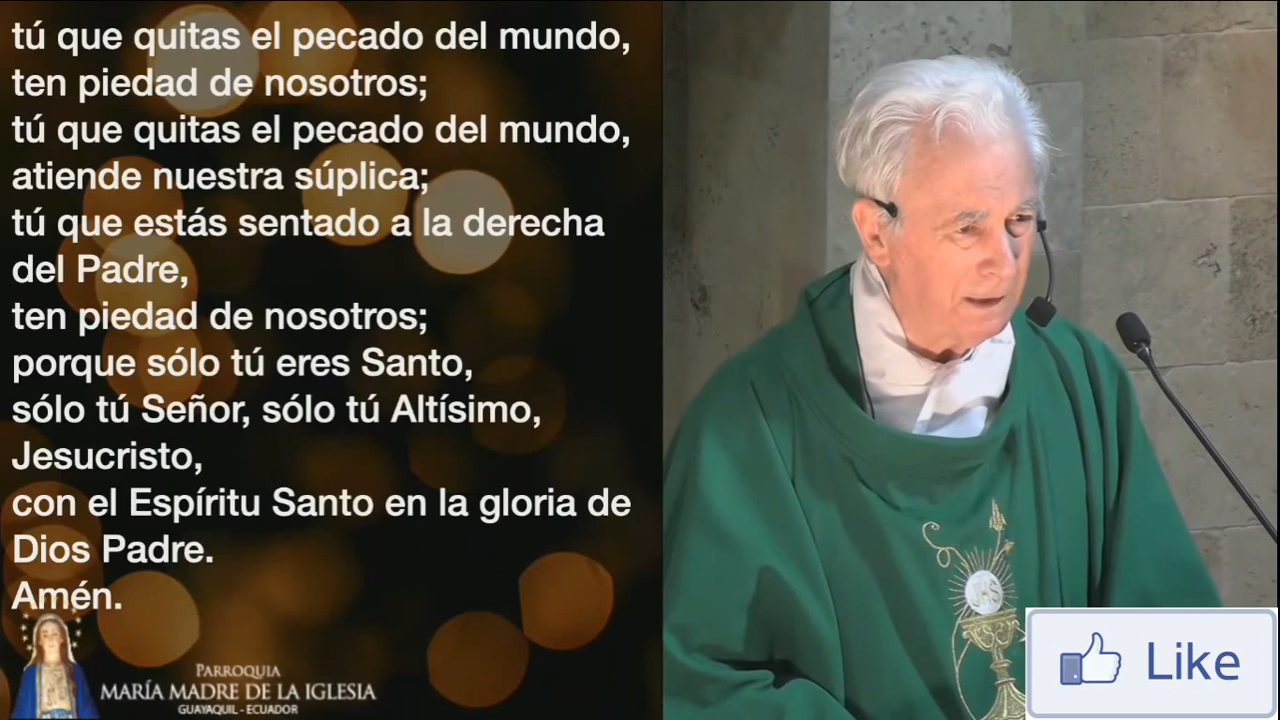 tú que quitas el pecado del mundo,
ten piedad de nosotros;
tú que quitas el pecado del mundo,
atiende nuestra súplica;
tú que estás sentado a la derecha
del Padre,
ten piedad de nosotros;
porque sólo tú eres Santo,
sólo tú Señor, sólo tú Altísimo,
Jesucristo,
con el Espíritu Santo en la gloria de
Dios Padre.
Amén.
PARROQUIA
MARÍA MADRE DE LA IGLESIA
GUAYAQUIL - ECUADOR
JHS
Like